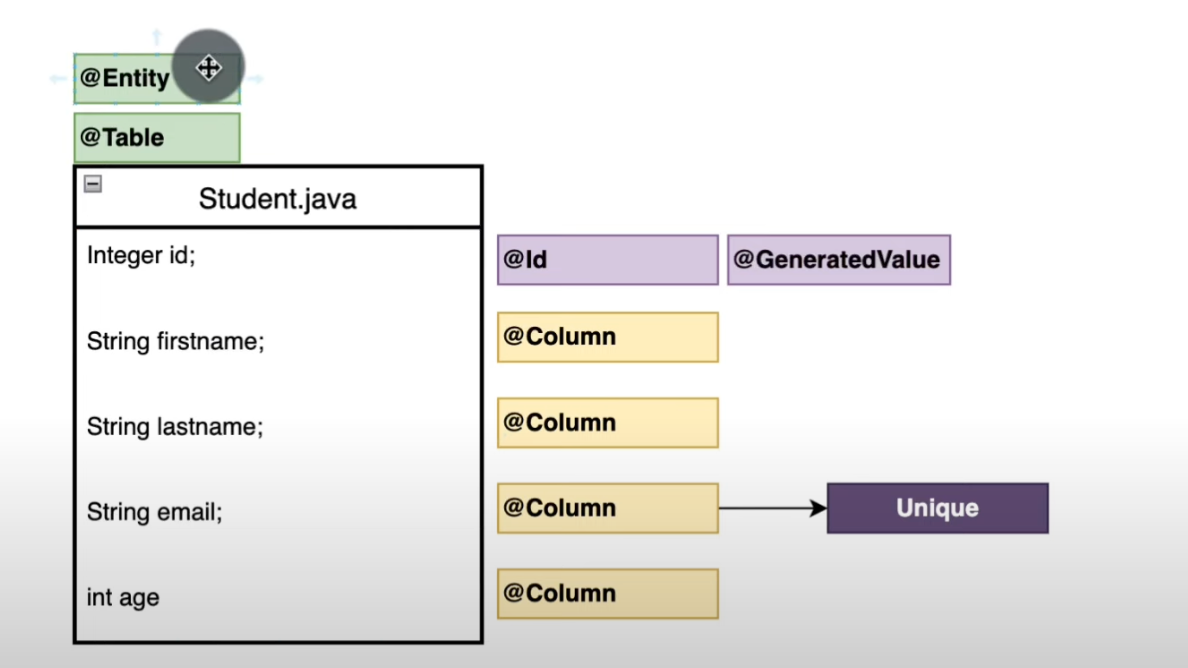 @Entity
@Table
Student.java
Integer id;
@Id
@GeneratedValue
String firstname;
@Column
String lastname;
@Column
String email;
@Column
Unique
int age
@Column